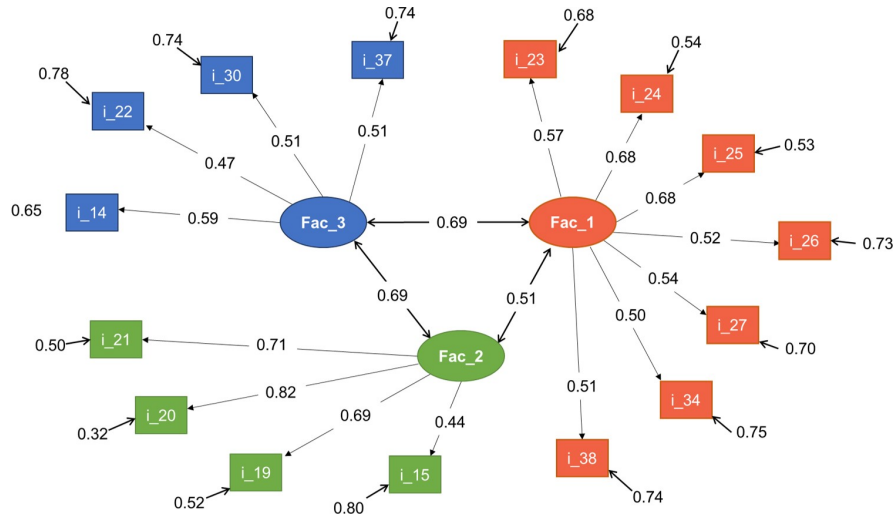 0.74
0.68
0.74
i_37
i_23
0.54
0.78
i_30
i_24
i_22
0.51
0.51
0.57
0.68
i_25
0.53
0.47
0.68
0.65
i_14
0.59
Fac_3
0.69
Fac_1
0.52
i_26
0.73
0.69
0.51
0.54
0.50
i_27
0.70
0.50
i_21
0.71
Fac_2
0.82
0.51
i_34
0.32
i_20
0.69
0.44
0.75
i_19
i_15
i_38
0.52
0.80
0.74